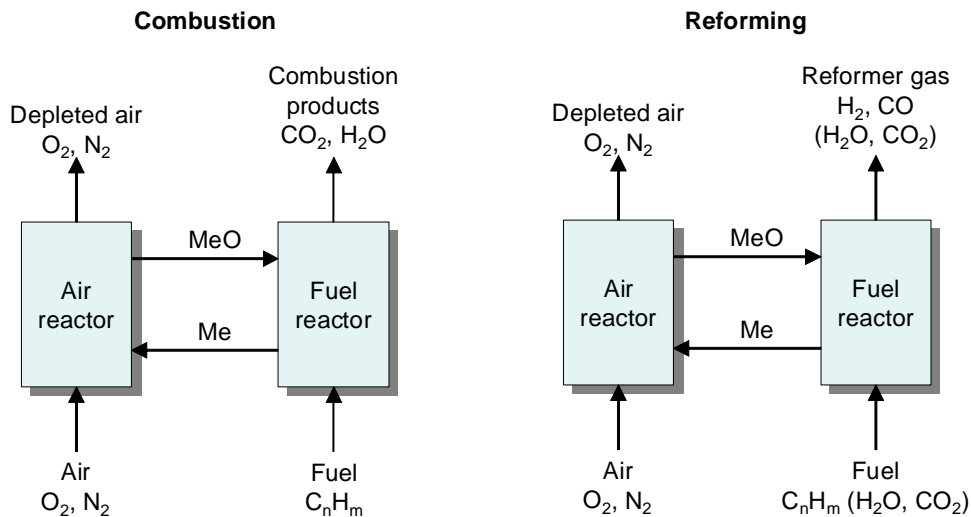 Combustion
Depleted air
O₂, N₂
Combustion
products
CO₂, H₂O
MeO
Air
reactor
Fuel
reactor
Me
Air
O₂, N₂
Fuel
CₙHₘ
Reforming
Depleted air
O₂, N₂
Reformer gas
H₂, CO
(H₂O, CO₂)
MeO
Air
reactor
Fuel
reactor
Me
Air
O₂, N₂
Fuel
CₙHₘ (H₂O, CO₂)